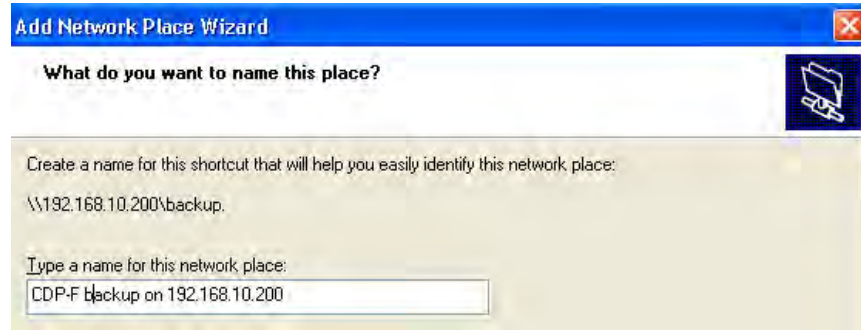 Add Network Place Wizard
What do you want to name this place?
Create a name for this shortcut that will help you easily identify this network place:
\\192.168.10.200\backup.
Type a name for this network place:
CDP-F backup on 192.168.10.200